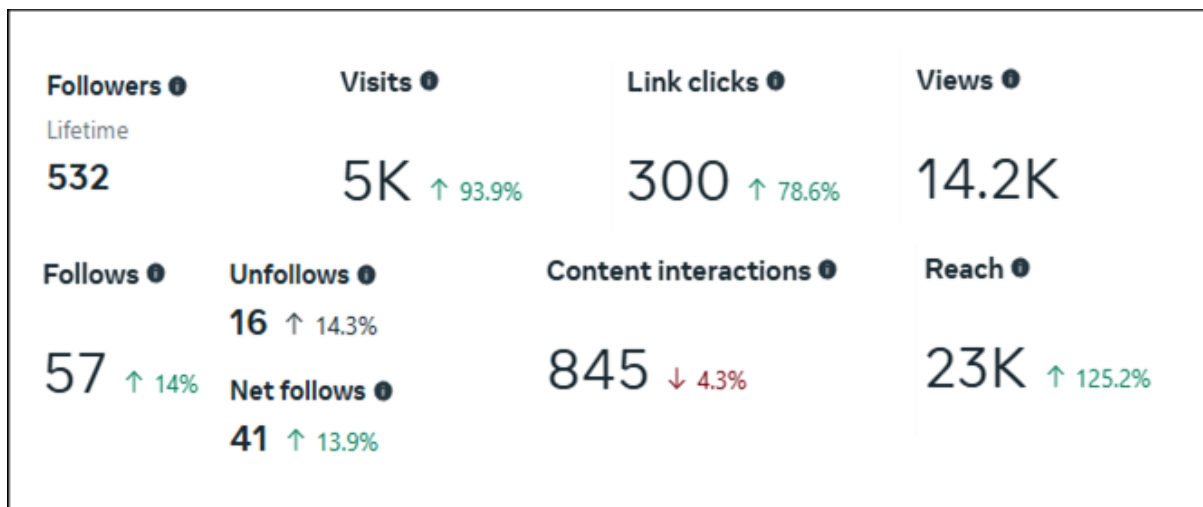 Followers
Lifetime
532
Visits
5K ↑ 93.9%
Link clicks
300 ↑ 78.6%
Views
14.2K
Follows
57 ↑ 14%
Unfollows
16 ↑ 14.3%
Net follows
41 ↑ 13.9%
Content interactions
845 ↓ 4.3%
Reach
23K ↑ 125.2%